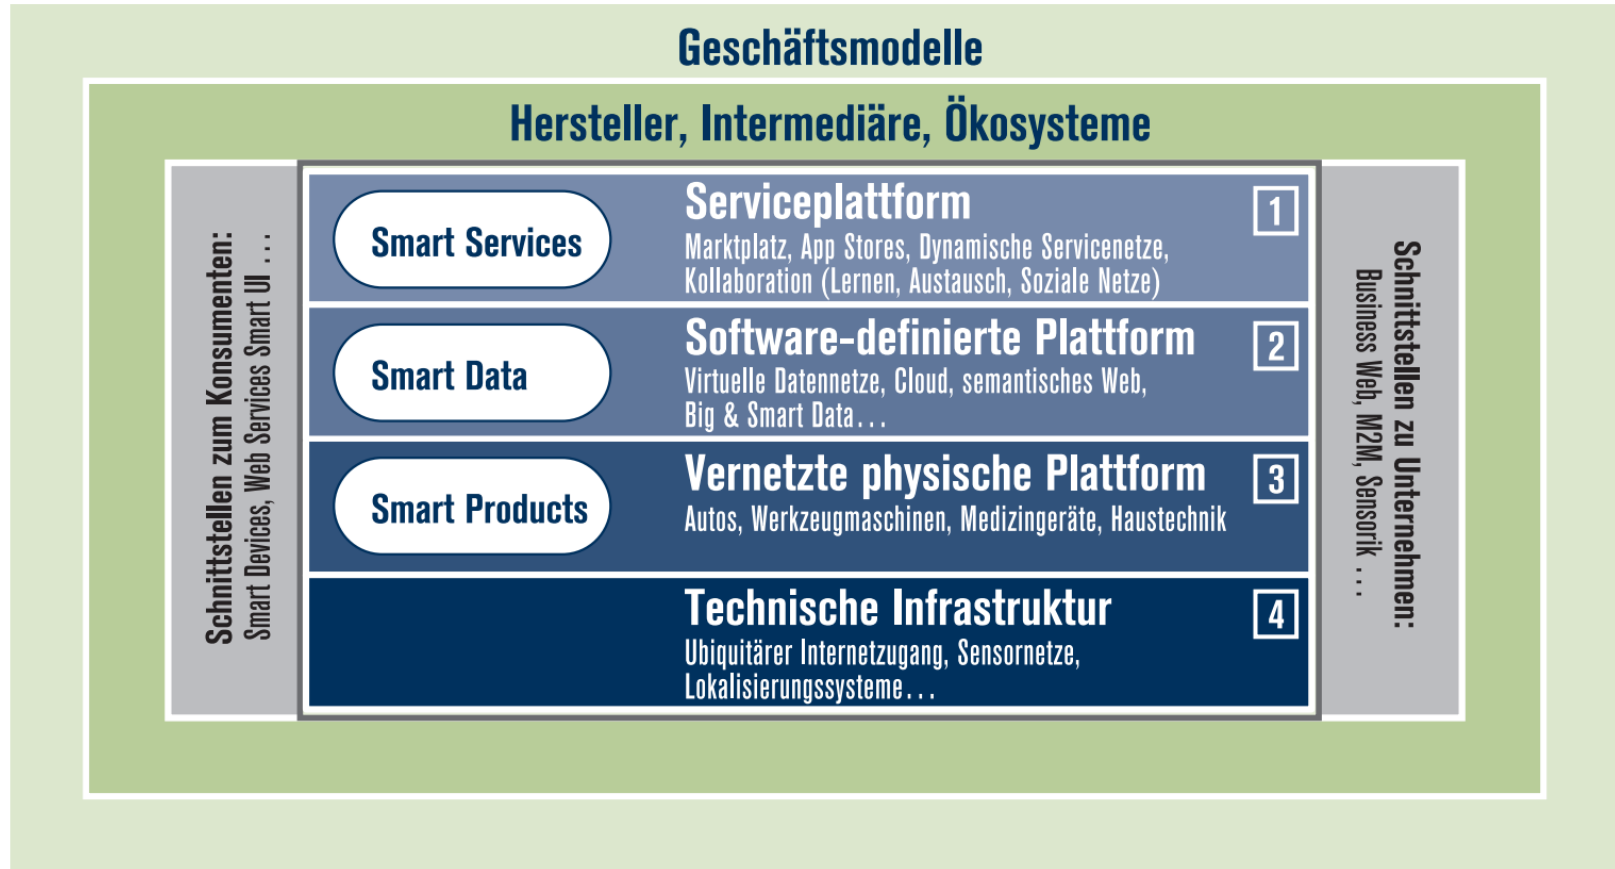 Geschäftsmodelle
Hersteller, Intermediäre, Ökosysteme
Schnittstellen zum Konsumenten:
Smart Devices, Web Services Smart UI ...
Smart Services
Serviceplattform
1
Marktplatz, App Stores, Dynamische Servicenetze,
Kollaboration (Lernen, Austausch, Soziale Netze)
Smart Data
Software-definierte Plattform
2
Virtuelle Datennetze, Cloud, semantisches Web,
Big & Smart Data...
Smart Products
Vernetzte physische Plattform
3
Autos, Werkzeugmaschinen, Medizingeräte, Haustechnik
Technische Infrastruktur
4
Ubiquitärer Internetzugang, Sensornetze,
Lokalisierungssysteme...
Schnittstellen zu Unternehmen:
Business Web, M2M, Sensorik ...